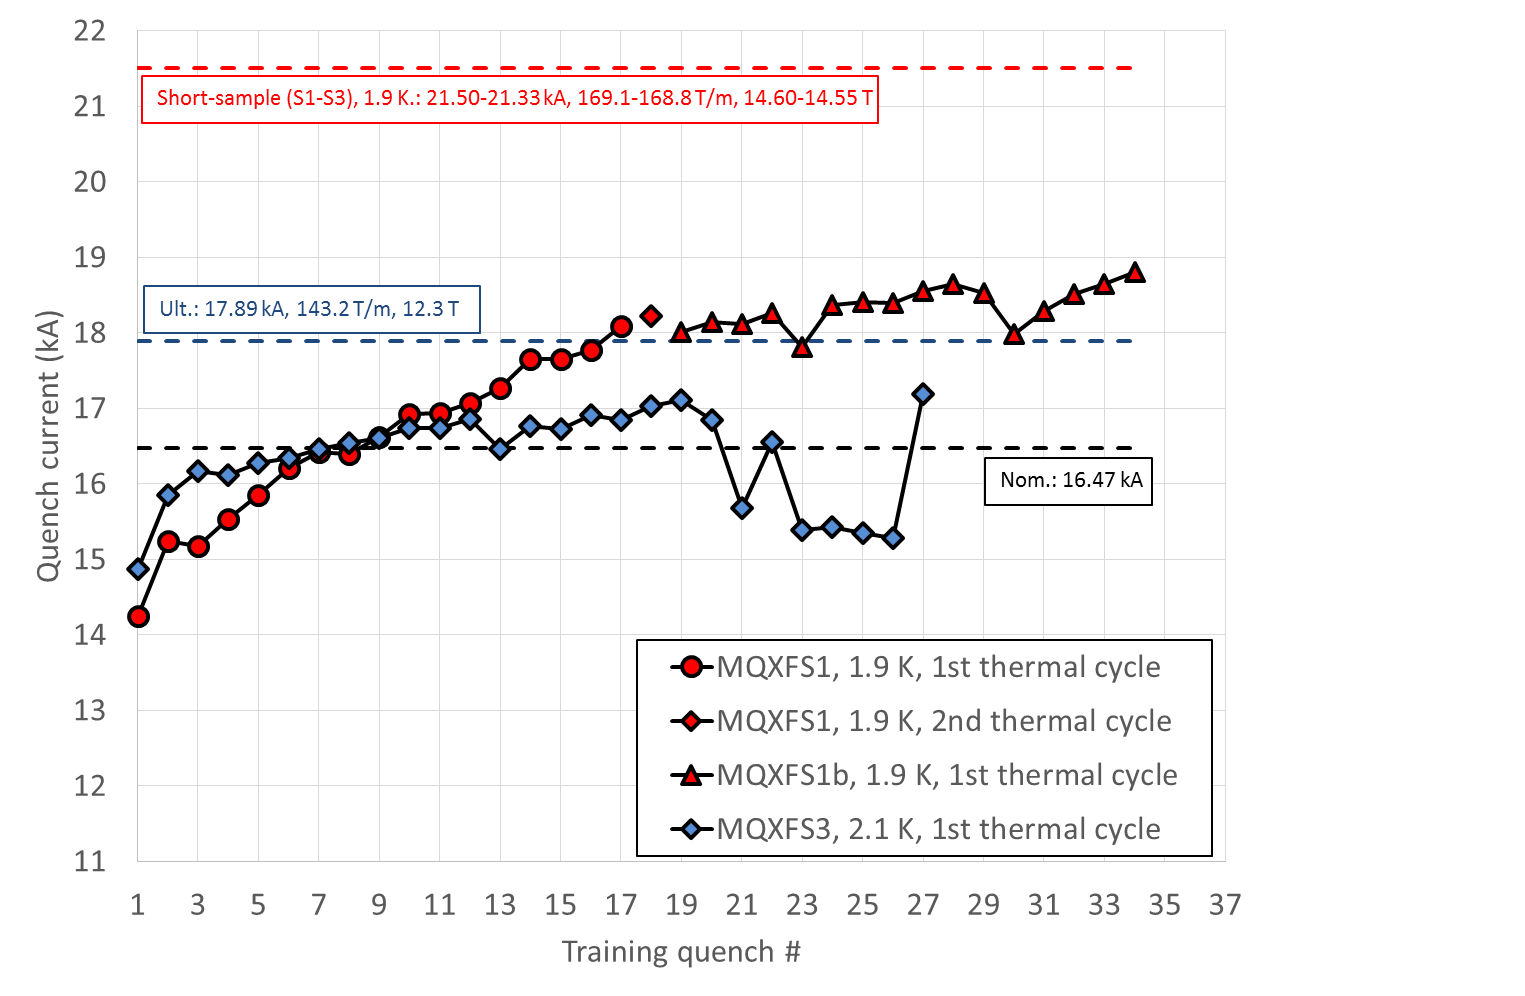 22
21
20
19
18
17
16
15
14
13
12
11
Quench current (kA)
Short-sample (S1-S3), 1.9 K.: 21.50-21.33 kA, 169.1-168.8 T/m, 14.60-14.55 T
Ult.: 17.89 kA, 143.2 T/m, 12.3 T
Nom.: 16.47 kA
MQXFS1, 1.9 K, 1st thermal cycle
MQXFS1, 1.9 K, 2nd thermal cycle
MQXFS1b, 1.9 K, 1st thermal cycle
MQXFS3, 2.1 K, 1st thermal cycle
1 3 5 7 9 11 13 15 17 19 21 23 25 27 29 31 33 35 37
Training quench #